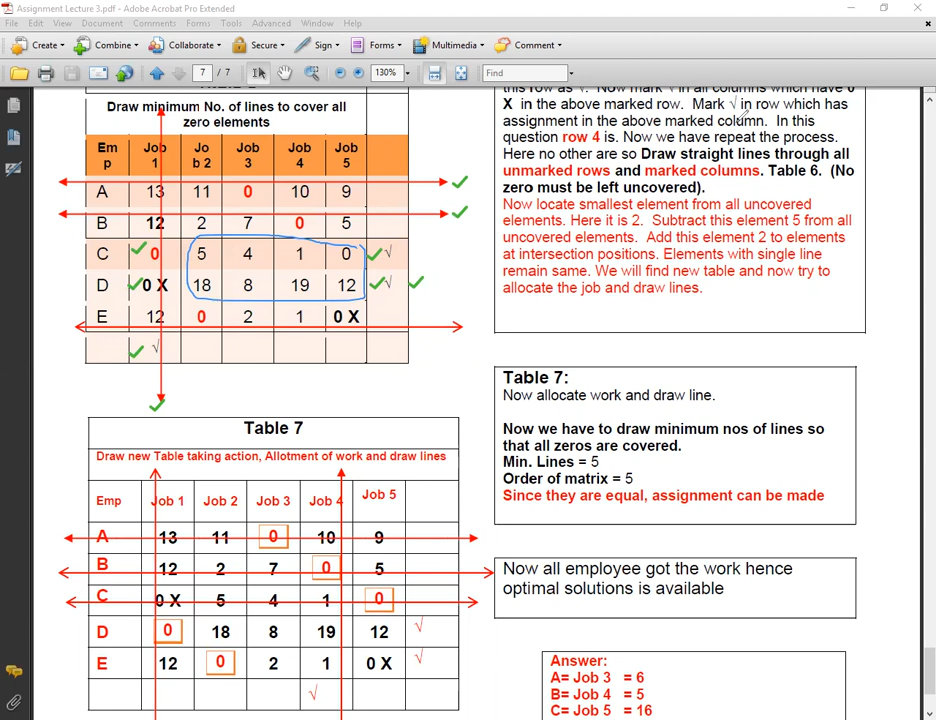 Assignment Lecture 3.pdf - Adobe Acrobat Pro Extended
File Edit View Document Comments Forms Tools Advanced Window Help
Create Combine Collaborate Secure Sign Forms Multimedia Comment
7 / 7 130% Find
Draw minimum No. of lines to cover all
zero elements
Em
p
Job
1
Jo
b 2
Job
3
Job
4
Job
5
A 13 11 0 10 9
B 12 2 7 0 5
C 0 5 4 1 0 √
D 0 X 18 8 19 12 √
E 12 0 2 1 0 X
√
Table 7
Draw new Table taking action, Allotment of work and draw lines
Emp Job 1 Job 2 Job 3 Job 4 Job 5
A 13 11 0 10 9
B 12 2 7 0 5
C 0 X 5 4 1 0
D 0 18 8 19 12 √
E 12 0 2 1 0 X √
√
this row as √. Now mark √ in all columns which have 0
X in the above marked row. Mark √ in row which has
assignment in the above marked column. In this
question row 4 is. Now we have repeat the process.
Here no other are so Draw straight lines through all
unmarked rows and marked columns. Table 6. (No
zero must be left uncovered).
Now locate smallest element from all uncovered
elements. Here it is 2. Subtract this element 5 from all
uncovered elements. Add this element 2 to elements
at intersection positions. Elements with single line
remain same. We will find new table and now try to
allocate the job and draw lines.
Table 7:
Now allocate work and draw line.
Now we have to draw minimum nos of lines so
that all zeros are covered.
Min. Lines = 5
Order of matrix = 5
Since they are equal, assignment can be made
Now all employee got the work hence
optimal solutions is available
Answer:
A= Job 3 = 6
B= Job 4 = 5
C= Job 5 = 16